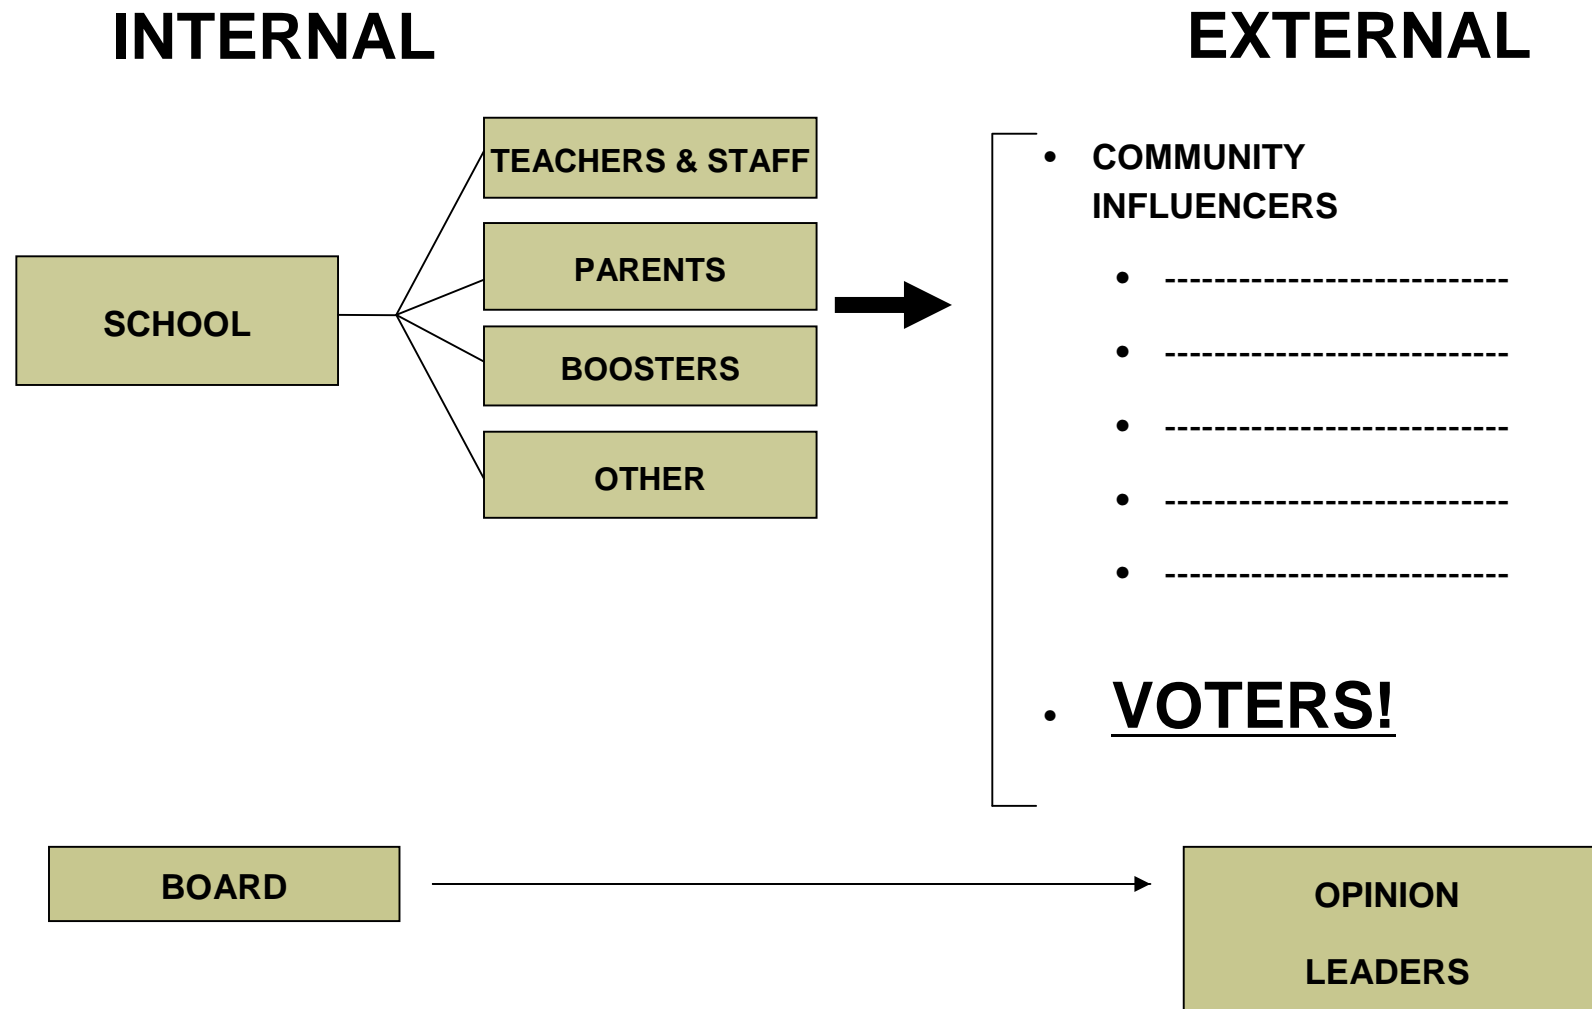 INTERNAL
EXTERNAL
SCHOOL
TEACHERS & STAFF
PARENTS
BOOSTERS
OTHER
• COMMUNITY
INFLUENCERS
• ----------------------------
• ----------------------------
• ----------------------------
• ----------------------------
• ----------------------------
• VOTERS!
BOARD
OPINION
LEADERS